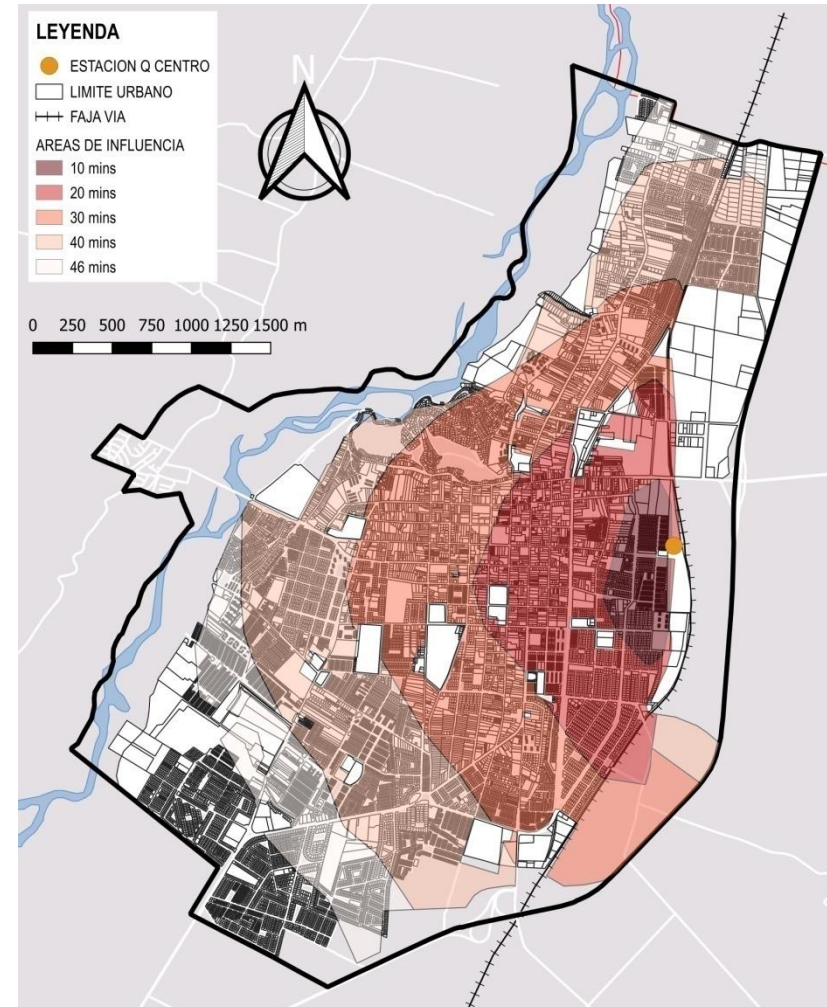 LEYENDA
ESTACION Q CENTRO
LIMITE URBANO
FAJA VIA
AREAS DE INFLUENCIA
10 mins
20 mins
30 mins
40 mins
46 mins
N
0 250 500 750 1000 1250 1500 m